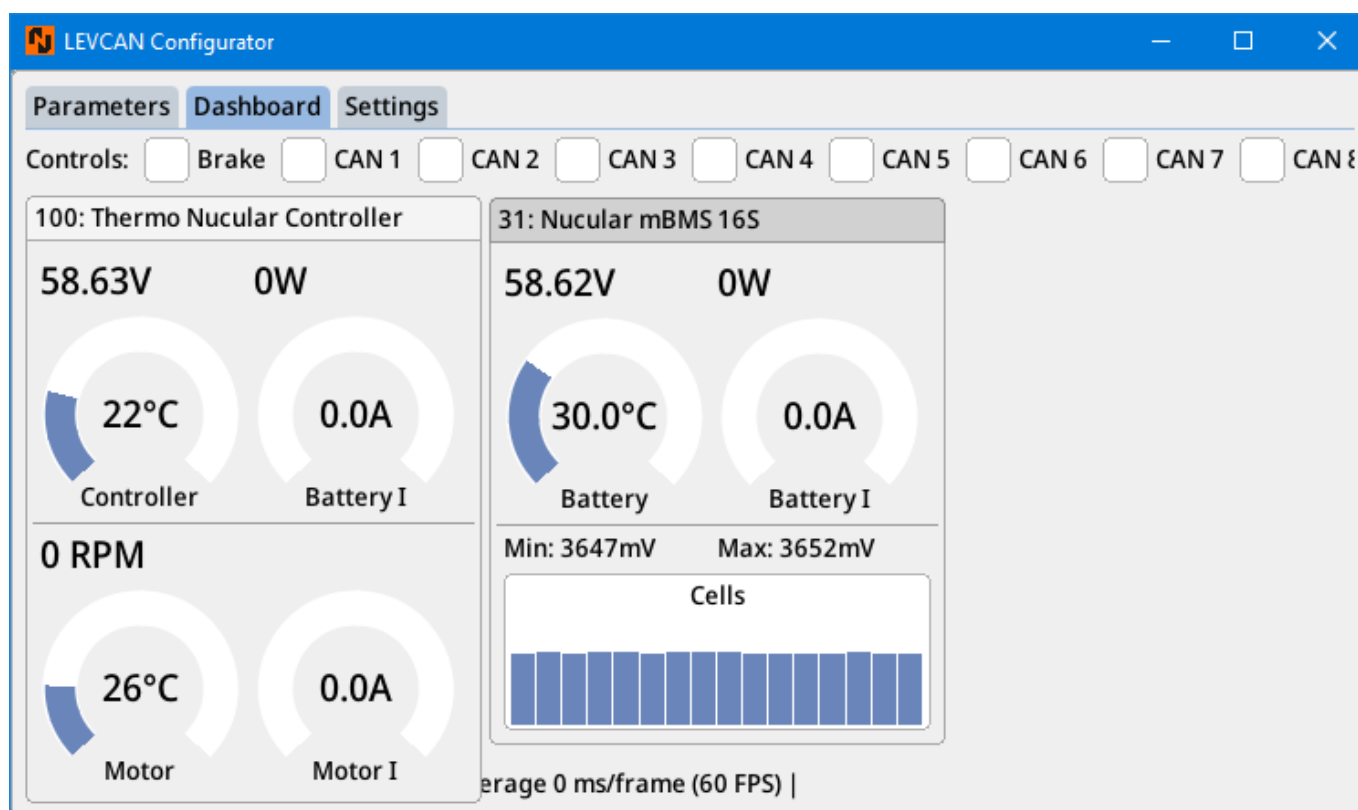 LEVCAN Configurator
Parameters Dashboard Settings
Controls: Brake CAN 1 CAN 2 CAN 3 CAN 4 CAN 5 CAN 6 CAN 7 CAN
100: Thermo Nucular Controller
58.63V 0W
22°C 0.0A
Controller Battery I
0 RPM
26°C 0.0A
Motor Motor I
31: Nucular mBMS 16S
58.62V 0W
30.0°C 0.0A
Battery Battery I
Min: 3647mV Max: 3652mV
Cells
erage 0 ms/frame (60 FPS) |